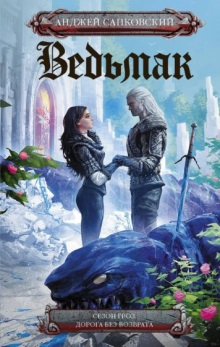 АНДЖЕЙ САПКОВСКИЙ
Ведьмак
СЕЗОН ГРОЗ
ДОРОГА БЕЗ ВОЗВРАТА